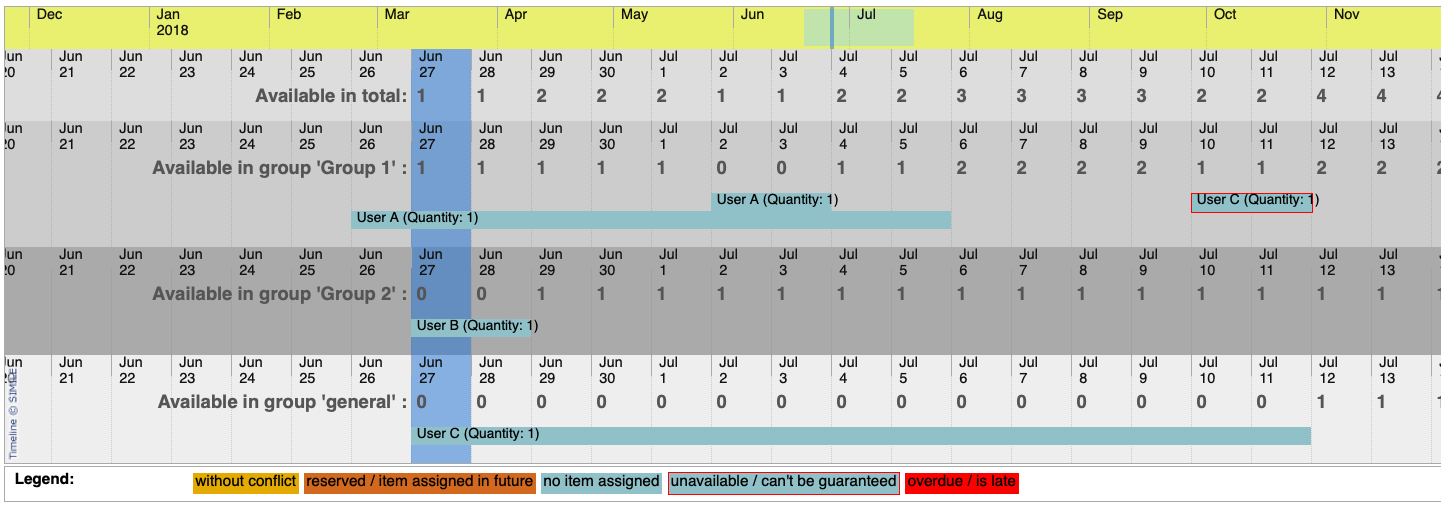 Dec Jan Feb Mar Apr May Jun Jul Aug Sep Oct Nov
2018
Jun Jun Jun Jun Jun Jun Jun Jun Jun Jun Jul Jul Jul Jul Jul Jul Jul Jul Jul Jul Jul Jul Jul
21 22 23 24 25 26 27 28 29 30 1 2 3 4 5 6 7 8 9 10 11 12 13
Available in total: 1 1 2 2 2 1 1 2 2 3 3 3 3 2 2 4 4 4
Jun Jun Jun Jun Jun Jun Jun Jun Jun Jun Jul Jul Jul Jul Jul Jul Jul Jul Jul Jul Jul Jul Jul
21 22 23 24 25 26 27 28 29 30 1 2 3 4 5 6 7 8 9 10 11 12 13
Available in group 'Group 1' : 1 1 1 1 1 0 0 1 1 2 2 2 2 1 1 2 2 2
User A (Quantity: 1) User C (Quantity: 1)
User A (Quantity: 1)
Jun Jun Jun Jun Jun Jun Jun Jun Jun Jun Jul Jul Jul Jul Jul Jul Jul Jul Jul Jul Jul Jul Jul
21 22 23 24 25 26 27 28 29 30 1 2 3 4 5 6 7 8 9 10 11 12 13
Available in group 'Group 2' : 0 0 1 1 1 1 1 1 1 1 1 1 1 1 1 1 1
User B (Quantity: 1)
Jun Jun Jun Jun Jun Jun Jun Jun Jun Jun Jul Jul Jul Jul Jul Jul Jul Jul Jul Jul Jul Jul Jul
21 22 23 24 25 26 27 28 29 30 1 2 3 4 5 6 7 8 9 10 11 12 13
Available in group 'general' : 0 0 0 0 0 0 0 0 0 0 0 0 0 0 0 1 1
User C (Quantity: 1)
Timeline © SIMILE
Legend: without conflict reserved / item assigned in future no item assigned unavailable / can't be guaranteed overdue / is late